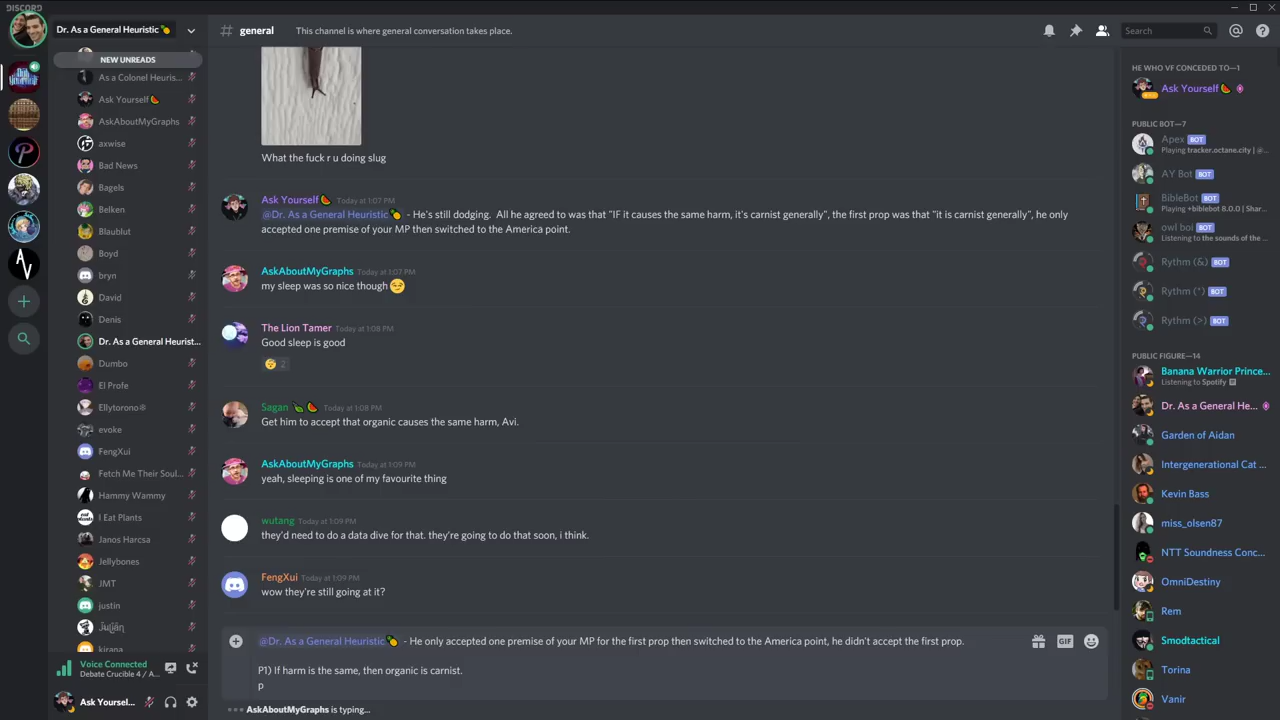 DISCORD
Dr. As a General Heuristic
general
This channel is where general conversation takes place.
Search
NEW UNREADS
As a Colonel Heuris...
Ask Yourself
AskAboutMyGraphs
axwise
Bad News
Bagels
Belken
Blaublut
Boyd
bryn
David
Denis
Dr. As a General Heurist...
Dumbo
El Profe
Ellytorono®
evoke
FengXui
Fetch Me Their Soul...
Hammy Wammy
I Eat Plants
Janos Harcsa
Jellybones
JMT
justin
kirana
Voice Connected
Debate Crucible 4 / A...
Ask Yoursel...
What the fuck r u doing slug
Ask Yourself Today at 1:07 PM
@Dr. As a General Heuristic - He's still dodging. All he agreed to was that "IF it causes the same harm, it's carnist generally", the first prop was that "it is carnist generally", he only
accepted one premise of your MP then switched to the America point.
AskAboutMyGraphs Today at 1:07 PM
my sleep was so nice though
The Lion Tamer Today at 1:08 PM
Good sleep is good
2
Sagan Today at 1:08 PM
Get him to accept that organic causes the same harm, Avi.
AskAboutMyGraphs Today at 1:09 PM
yeah, sleeping is one of my favourite thing
wutang Today at 1:09 PM
they'd need to do a data dive for that. they're going to do that soon, i think.
FengXui Today at 1:09 PM
wow they're still going at it?
@Dr. As a General Heuristic - He only accepted one premise of your MP for the first prop then switched to the America point, he didn't accept the first prop.
GIF
P1) If harm is the same, then organic is carnist.
p
AskAboutMyGraphs is typing...
HE WHO VF CONCEDED TO—1
Ask Yourself
PUBLIC BOT—7
Apex BOT
Playing tracker.octane.city | @...
AY Bot BOT
BibleBot BOT
Playing +biblebot 8.0.0 | Shar...
owl boi BOT
Listening to the sounds of the ...
Rythm (&) BOT
Rythm (*) BOT
Rythm (>) BOT
PUBLIC FIGURE—14
Banana Warrior Prince...
Listening to Spotify
Dr. As a General He...
Garden of Aidan
Intergenerational Cat ...
Kevin Bass
miss_olsen87
NTT Soundness Conc...
OmniDestiny
Rem
Smodtactical
Torina
Vanir